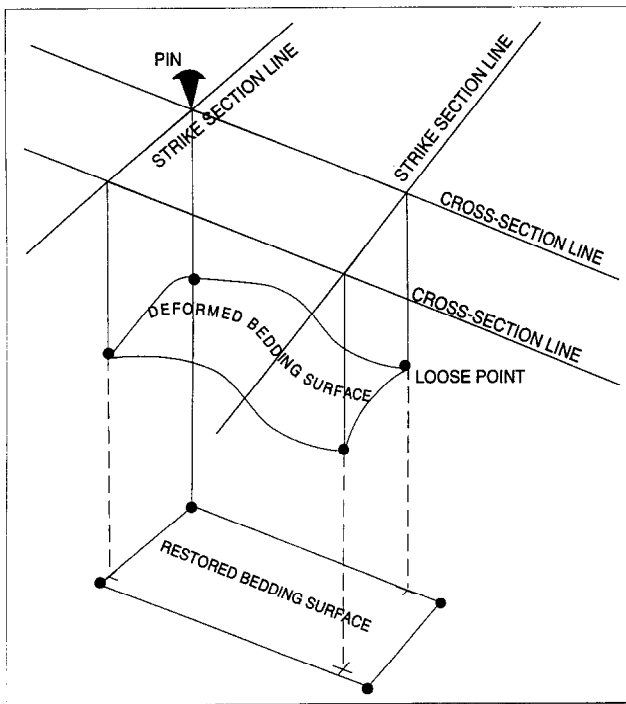 PIN
STRIKE SECTION LINE
STRIKE SECTION LINE
CROSS-SECTION LINE
CROSS-SECTION LINE
DEFORMED BEDDING SURFACE
LOOSE POINT
RESTORED BEDDING SURFACE